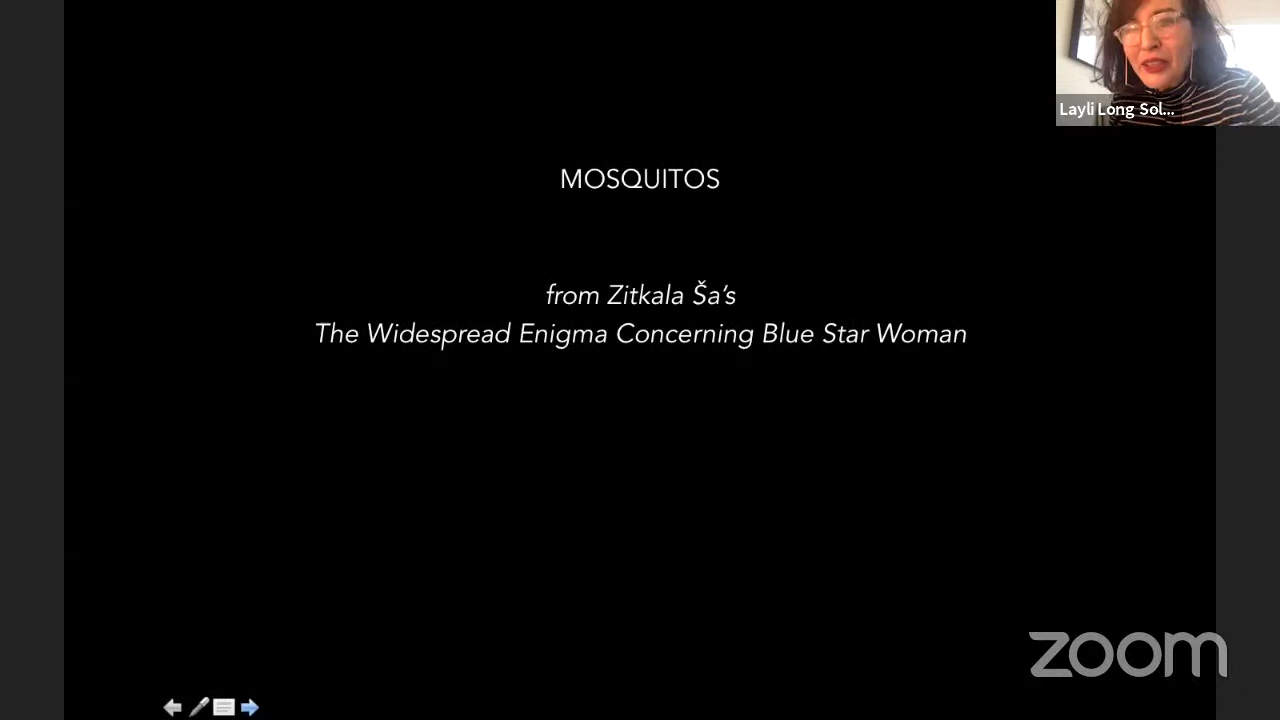 Layli Long Sol...
MOSQUITOS
from Zitkala Ša’s
The Widespread Enigma Concerning Blue Star Woman
zoom